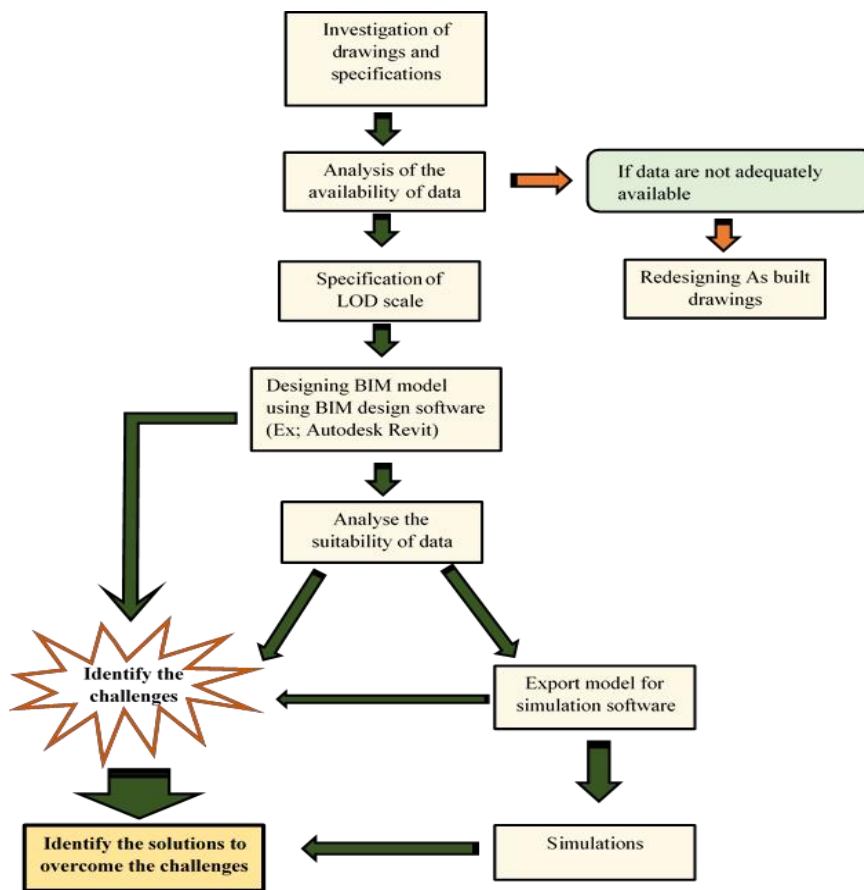 Investigation of
drawings and
specifications
Analysis of the
availability of data
If data are not adequately
available
Specification of
LOD scale
Redesigning As built
drawings
Designing BIM model
using BIM design software
(Ex; Autodesk Revit)
Analyse the
suitability of data
Identify the
challenges
Export model for
simulation software
Identify the solutions to
overcome the challenges
Simulations